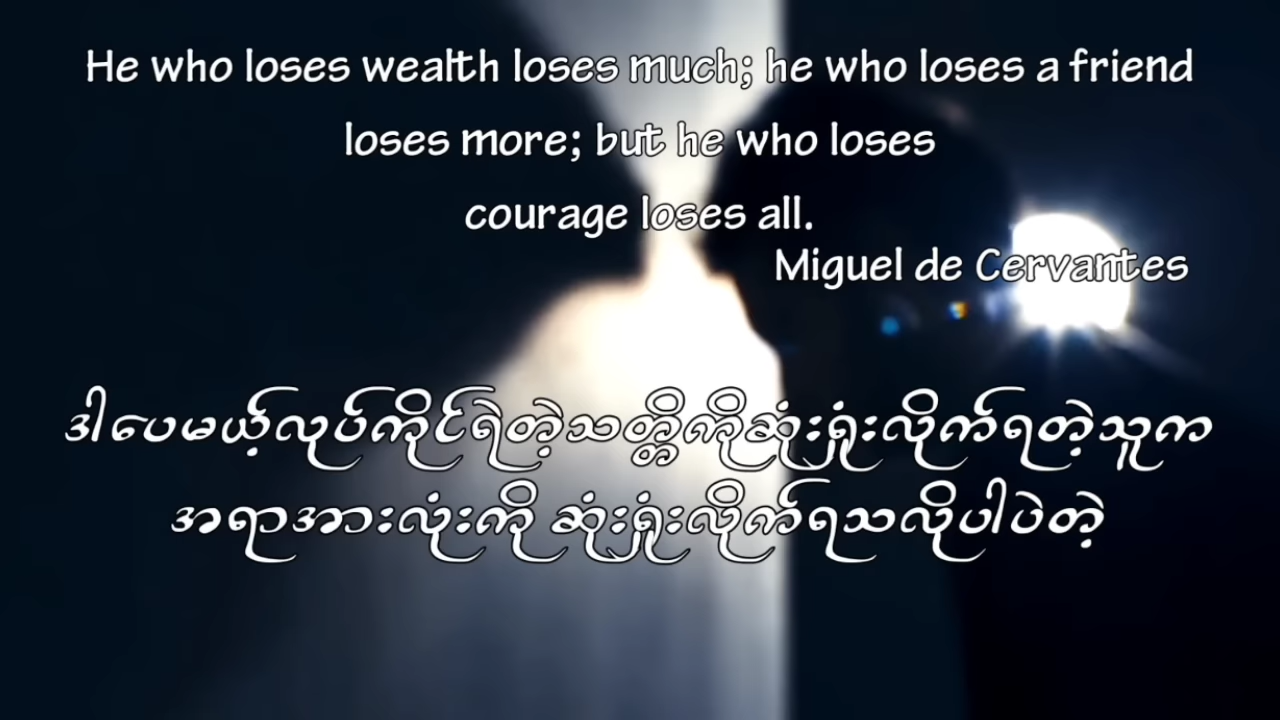 He who loses wealth loses much; he who loses a friend
loses more; but he who loses
courage loses all.
Miguel de Cervantes
ဒါပေမယ့်လုပ်ကိုင်ရဲတဲ့သတ္တိကိုဆုံးရှုံးလိုက်ရတဲ့သူက
အရာအားလုံးကို ဆုံးရှုံးလိုက်ရသလိုပါပဲတဲ့